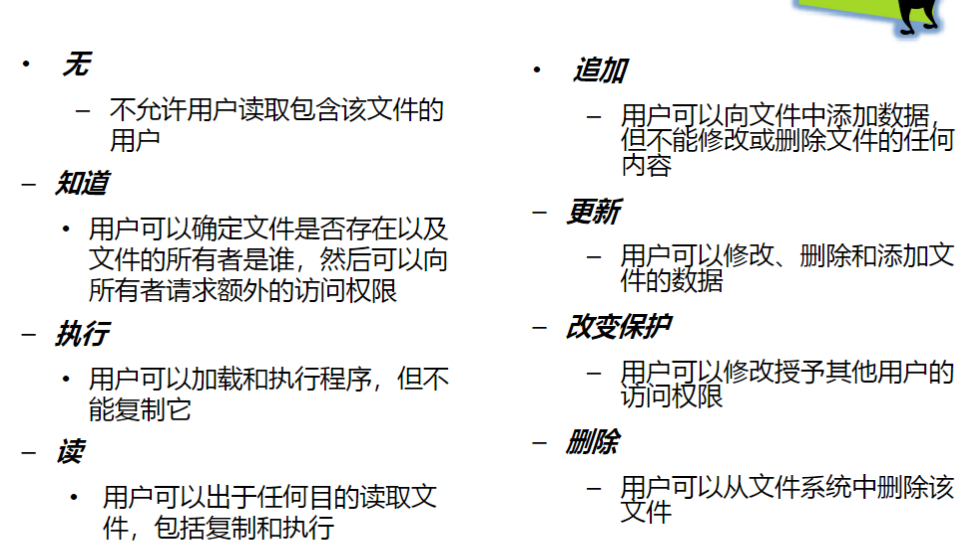 • 无
– 不允许用户读取包含该文件的
用户
– 知道
• 用户可以确定文件是否存在以及
文件的所有者是谁，然后可以向
所有者请求额外的访问权限
– 执行
• 用户可以加载和执行程序，但不
能复制它
– 读
• 用户可以出于任何目的读取文
件，包括复制和执行
• 追加
– 用户可以向文件中添加数据，
但不能修改或删除文件的任何
内容
– 更新
– 用户可以修改、删除和添加文
件的数据
– 改变保护
– 用户可以修改授予其他用户的
访问权限
– 删除
– 用户可以从文件系统中删除该
文件